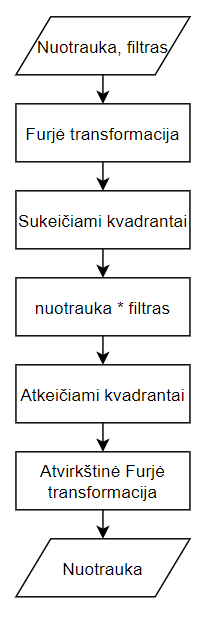 Nuotrauka, filtras
Furjė transformacija
Sukeičiami kvadrantai
nuotrauka * filtras
Atkeičiami kvadrantai
Atvirkštinė Furjė
transformacija
Nuotrauka